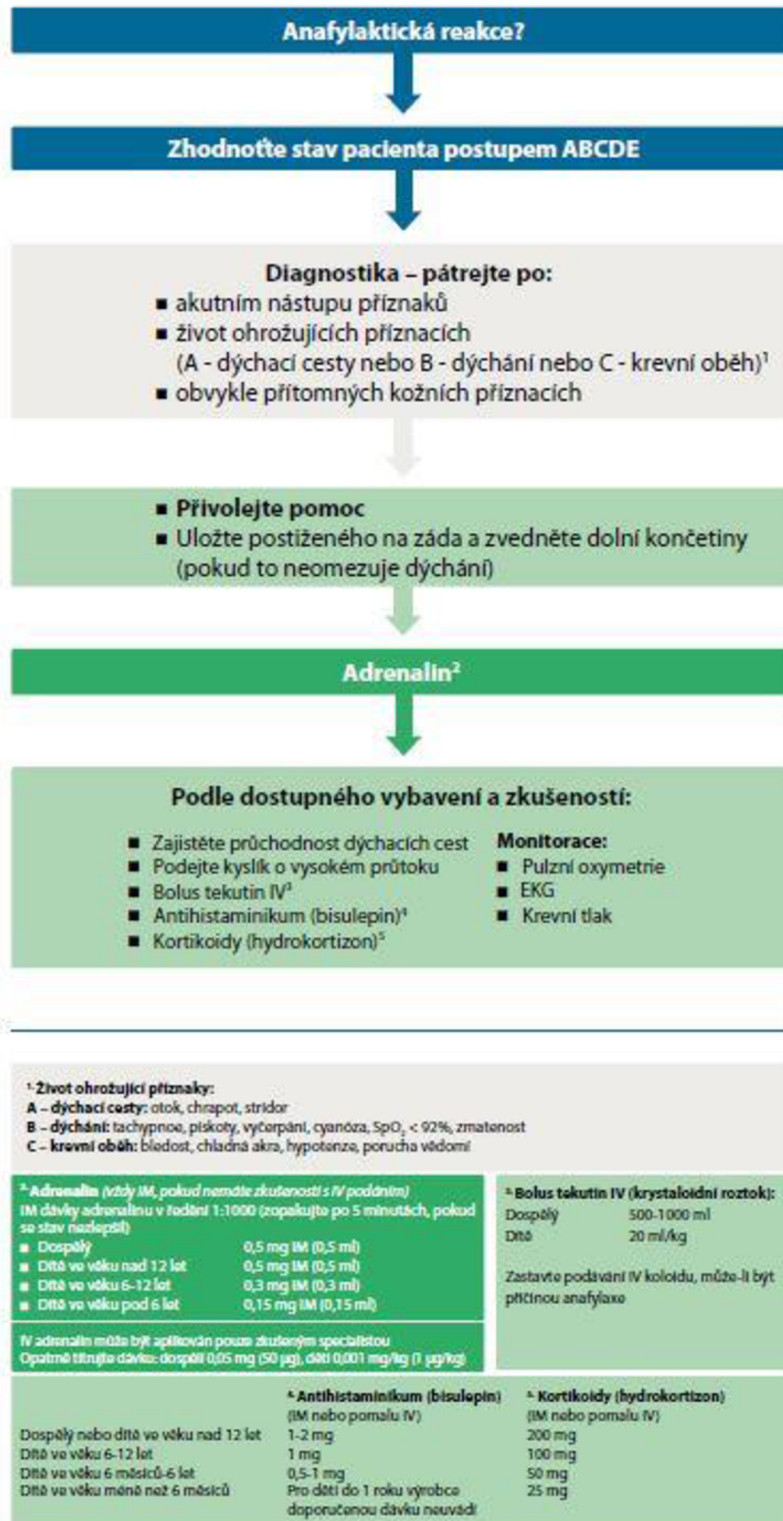 Anafylaktická reakce?
Zhodnoťte stav pacienta postupem ABCDE
Diagnostika – pátrejte po:
■ akutním nástupu příznaků
■ život ohrožujících příznacích
(A - dýchací cesty nebo B - dýchání nebo C - krevní oběh)¹
■ obvykle přítomných kožních příznacích
■ Přivolejte pomoc
■ Uložte postiženého na záda a zvedněte dolní končetiny
(pokud to neomezuje dýchání)
Adrenalin²
Podle dostupného vybavení a zkušeností:
■ Zajistěte průchodnost dýchacích cest
■ Podejte kyslík o vysokém průtoku
■ Bolus tekutin IV³
■ Antihistaminikum (bisulepin)⁴
■ Kortikoidy (hydrokortizon)⁵
Monitorace:
■ Pulzní oxymetrie
■ EKG
■ Krevní tlak
¹· Život ohrožující příznaky:
A – dýchací cesty: otok, chrapot, stridor
B – dýchání: tachypnoe, pískoty, vyčerpání, cyanóza, SpO₂ < 92%, zmatenost
C – krevní oběh: bledost, chladná akra, hypotenze, porucha vědomí
²· Adrenalin (vždy IM, pokud nemáte zkušenosti s IV podáním)
IM dávky adrenalinu v ředění 1:1000 (zopakujte po 5 minutách, pokud
se stav nezlepší)
■ Dospělý 0,5 mg IM (0,5 ml)
■ Dítě ve věku nad 12 let 0,5 mg IM (0,5 ml)
■ Dítě ve věku 6-12 let 0,3 mg IM (0,3 ml)
■ Dítě ve věku pod 6 let 0,15 mg IM (0,15 ml)
IV adrenalin může být aplikován pouze zkušeným specialistou
Opatrně titrujte dávku: dospělí 0,05 mg (50 µg), děti 0,001 mg/kg (1 µg/kg)
³· Bolus tekutin IV (krystaloidní roztok):
Dospělý 500-1000 ml
Dítě 20 ml/kg
Zastavte podávání IV koloidu, může-li být
příčinou anafylaxe
⁴· Antihistaminikum (bisulepin) ⁵· Kortikoidy (hydrokortizon)
(IM nebo pomalu IV) (IM nebo pomalu IV)
Dospělý nebo dítě ve věku nad 12 let 1-2 mg 200 mg
Dítě ve věku 6-12 let 1 mg 100 mg
Dítě ve věku 6 měsíců-6 let 0,5-1 mg 50 mg
Dítě ve věku méně než 6 měsíců Pro děti do 1 roku výrobce 25 mg
doporučenou dávku neuvádí